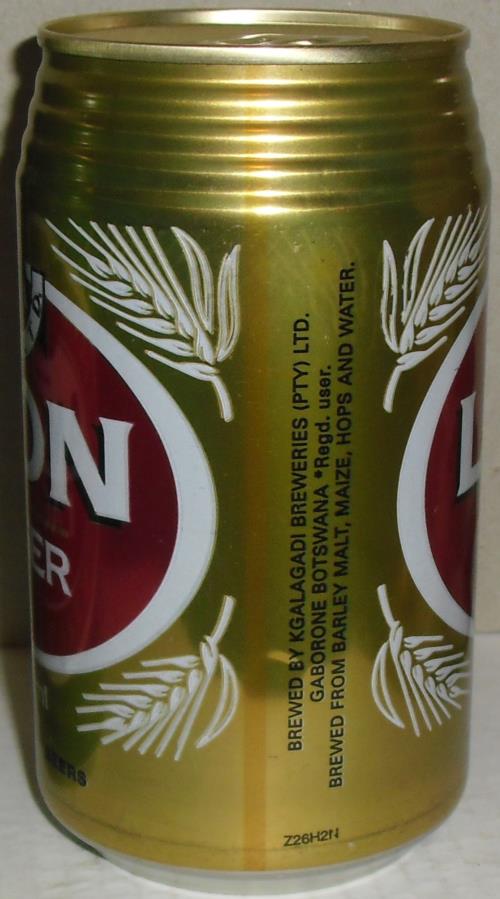 ON
ER
BREWED BY KGALAGADI BREWERIES (PTY) LTD.
GABORONE BOTSWANA *Regd. user.
BREWED FROM BARLEY MALT, MAIZE, HOPS AND WATER.
L
Z26H2N